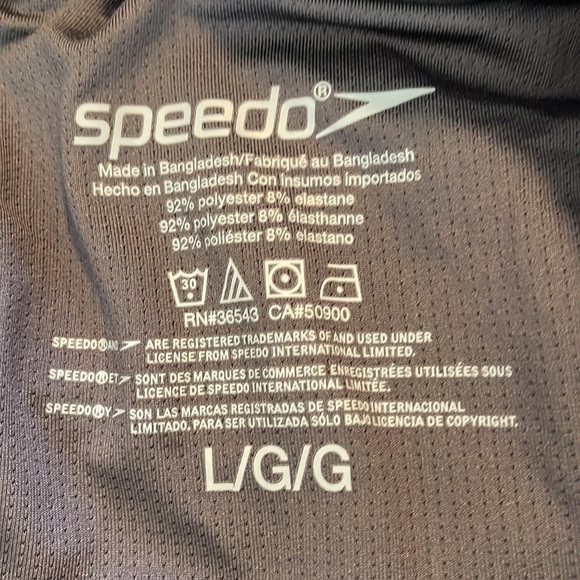 speedo®
Made in Bangladesh/Fabriqué au Bangladesh
Hecho en Bangladesh Con Insumos Importados
92% polyester 8% elastane
92% polyester 8% élasthanne
92% poliéster 8% elastano
30
RN#36543 CA#50900
SPEEDO® AND ARE REGISTERED TRADEMARKS OF AND USED UNDER
LICENSE FROM SPEEDO INTERNATIONAL LIMITED.
SPEEDO® ET SONT DES MARQUES DE COMMERCE ENREGISTRÉES UTILISÉES SOUS
LICENCE DE SPEEDO INTERNATIONAL LIMITÉE.
SPEEDO® Y SON LAS MARCAS REGISTRADAS DE SPEEDO INTERNACIONAL
LIMITADO. PARA SER UTILIZADA SÓLO BAJO LICENCIA DE COPYRIGHT.
L/G/G